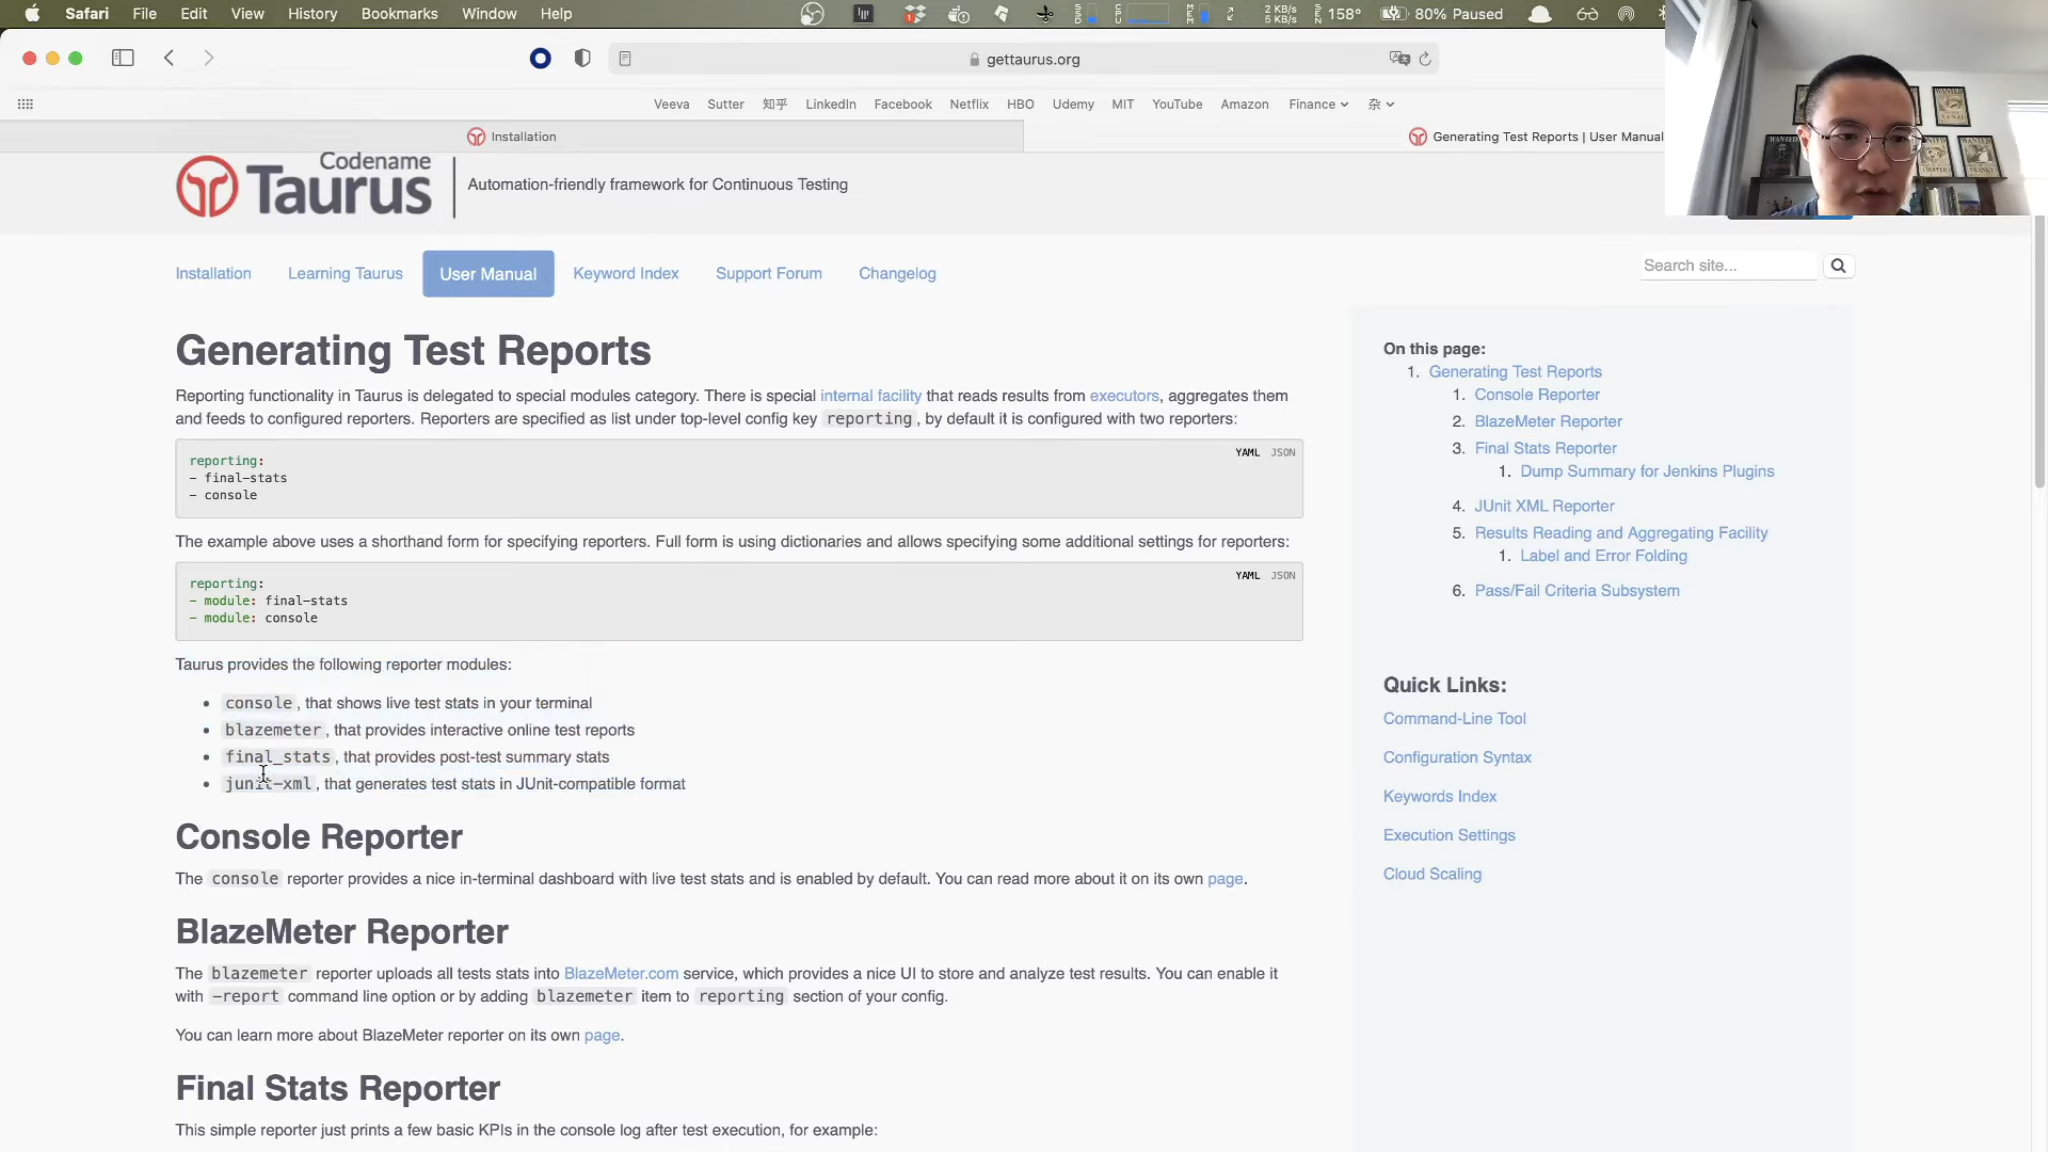 Safari File Edit View History Bookmarks Window Help
2 KB/s
5 KB/s
158° 80% Paused
gettaurus.org
Veeva Sutter 知乎 LinkedIn Facebook Netflix HBO Udemy MIT YouTube Amazon Finance 杂
Installation
Generating Test Reports | User Manual
Codename
Taurus
Automation-friendly framework for Continuous Testing
Installation Learning Taurus User Manual Keyword Index Support Forum Changelog
Search site...
Generating Test Reports
Reporting functionality in Taurus is delegated to special modules category. There is special internal facility that reads results from executors, aggregates them
and feeds to configured reporters. Reporters are specified as list under top-level config key reporting, by default it is configured with two reporters:
YAML JSON
reporting:
- final-stats
- console
The example above uses a shorthand form for specifying reporters. Full form is using dictionaries and allows specifying some additional settings for reporters:
YAML JSON
reporting:
- module: final-stats
- module: console
Taurus provides the following reporter modules:
• console, that shows live test stats in your terminal
• blazemeter, that provides interactive online test reports
• final_stats, that provides post-test summary stats
• junit-xml, that generates test stats in JUnit-compatible format
Console Reporter
The console reporter provides a nice in-terminal dashboard with live test stats and is enabled by default. You can read more about it on its own page.
BlazeMeter Reporter
The blazemeter reporter uploads all tests stats into BlazeMeter.com service, which provides a nice UI to store and analyze test results. You can enable it
with -report command line option or by adding blazemeter item to reporting section of your config.
You can learn more about BlazeMeter reporter on its own page.
Final Stats Reporter
This simple reporter just prints a few basic KPIs in the console log after test execution, for example:
On this page:
1. Generating Test Reports
1. Console Reporter
2. BlazeMeter Reporter
3. Final Stats Reporter
1. Dump Summary for Jenkins Plugins
4. JUnit XML Reporter
5. Results Reading and Aggregating Facility
1. Label and Error Folding
6. Pass/Fail Criteria Subsystem
Quick Links:
Command-Line Tool
Configuration Syntax
Keywords Index
Execution Settings
Cloud Scaling